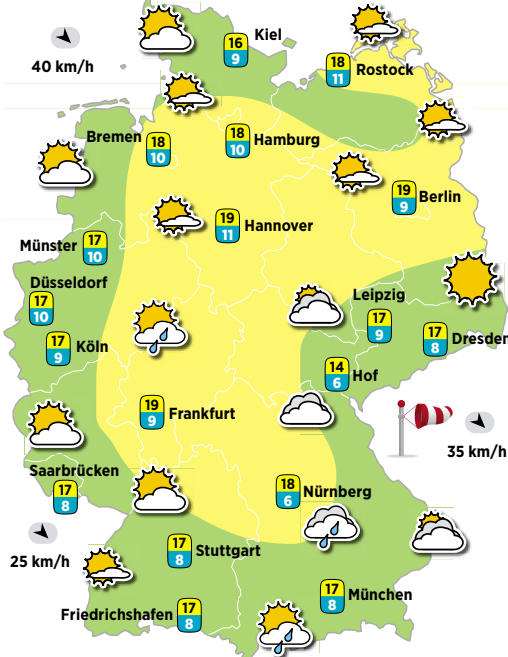 Kiel
16
9
40 km/h
18
11
Rostock
Bremen
18
10
18
10
Hamburg
19
9
Berlin
19
11
Hannover
Münster
17
10
Düsseldorf
17
10
Leipzig
17
9
17
8
Dresden
17
9
Köln
14
6
Hof
19
9
Frankfurt
35 km/h
Saarbrücken
17
8
18
6
Nürnberg
25 km/h
17
8
Stuttgart
17
8
München
Friedrichshafen
17
8